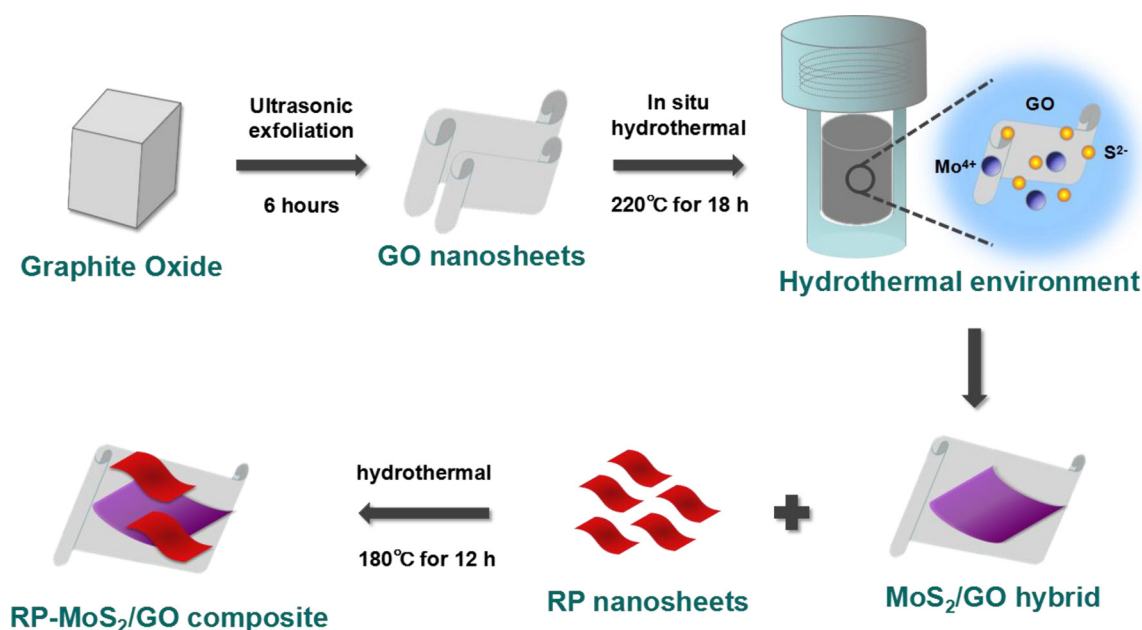 Ultrasonic
exfoliation
6 hours
In situ
hydrothermal
220℃ for 18 h
GO
Mo⁴⁺
S²⁻
Graphite Oxide
GO nanosheets
Hydrothermal environment
hydrothermal
180℃ for 12 h
RP-MoS₂/GO composite
RP nanosheets
MoS₂/GO hybrid